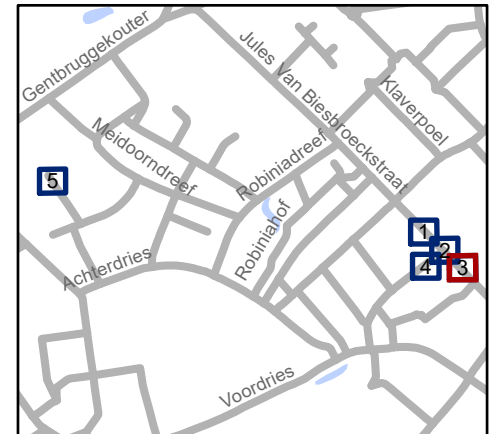 Gentbruggekouter
Jules Van Biesbroeckstraat
Klaverpoel
Meidoorndreef
Robiniadreef
5
Robiniahof
1
2
4
3
Achterdries
Voordries